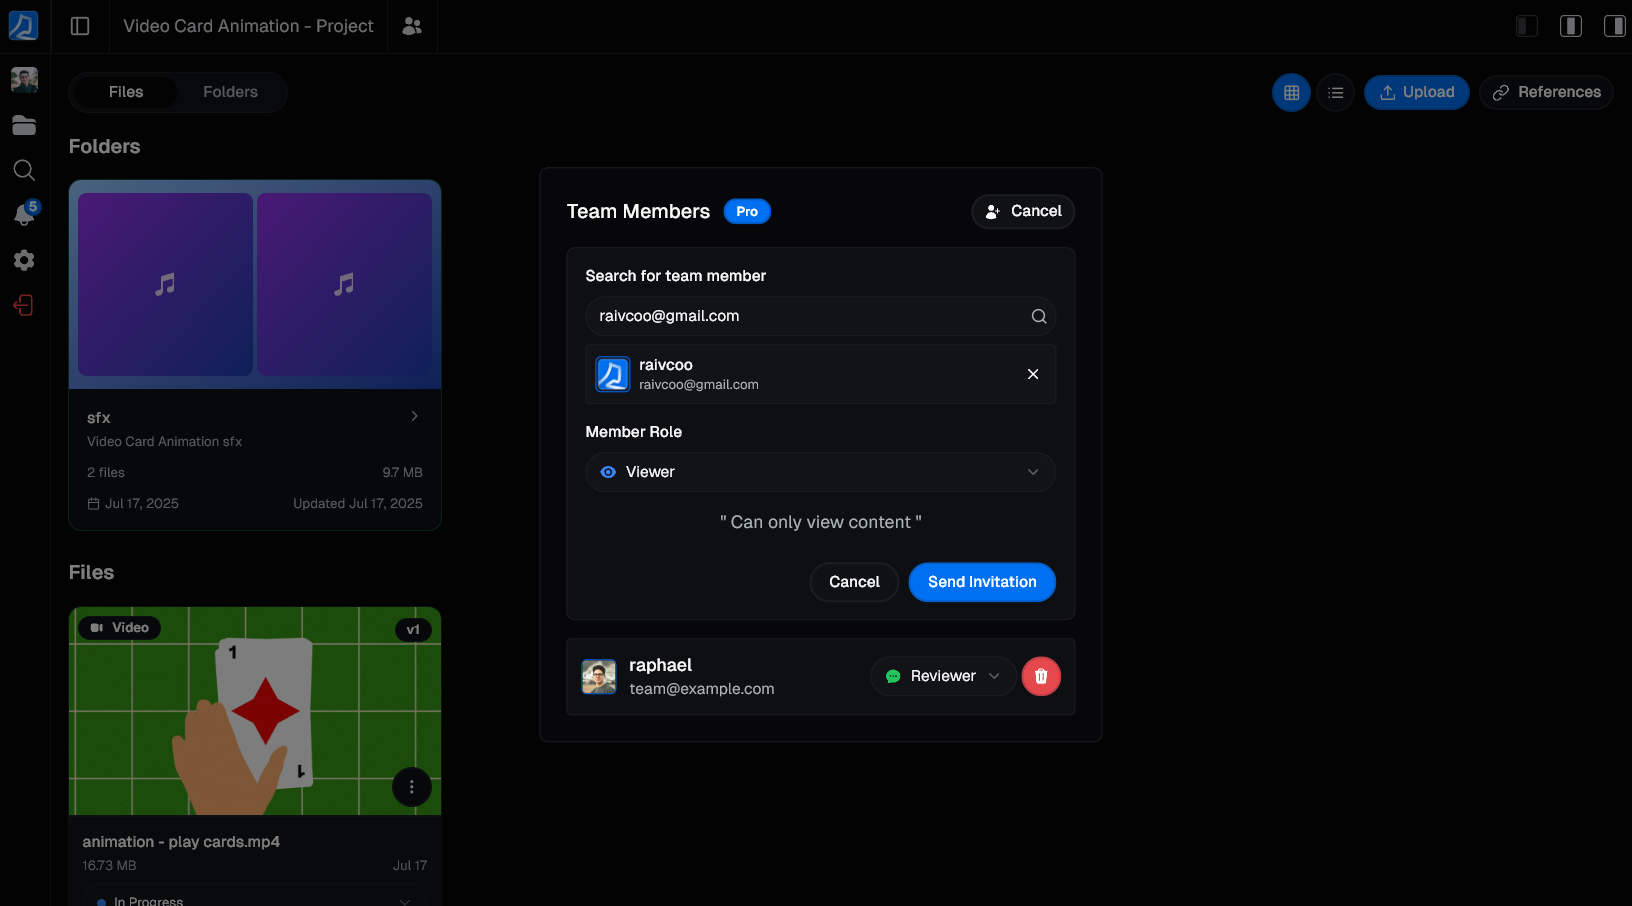 Video Card Animation - Project
Files
Folders
Upload
References
Folders
5
sfx
Video Card Animation sfx
2 files
9.7 MB
Jul 17, 2025
Updated Jul 17, 2025
Files
Video
v1
1
1
animation - play cards.mp4
16.73 MB
Jul 17
In Progress
Team Members
Pro
Cancel
Search for team member
raivcoo@gmail.com
raivcoo
raivcoo@gmail.com
Member Role
Viewer
" Can only view content "
Cancel
Send Invitation
raphael
team@example.com
Reviewer